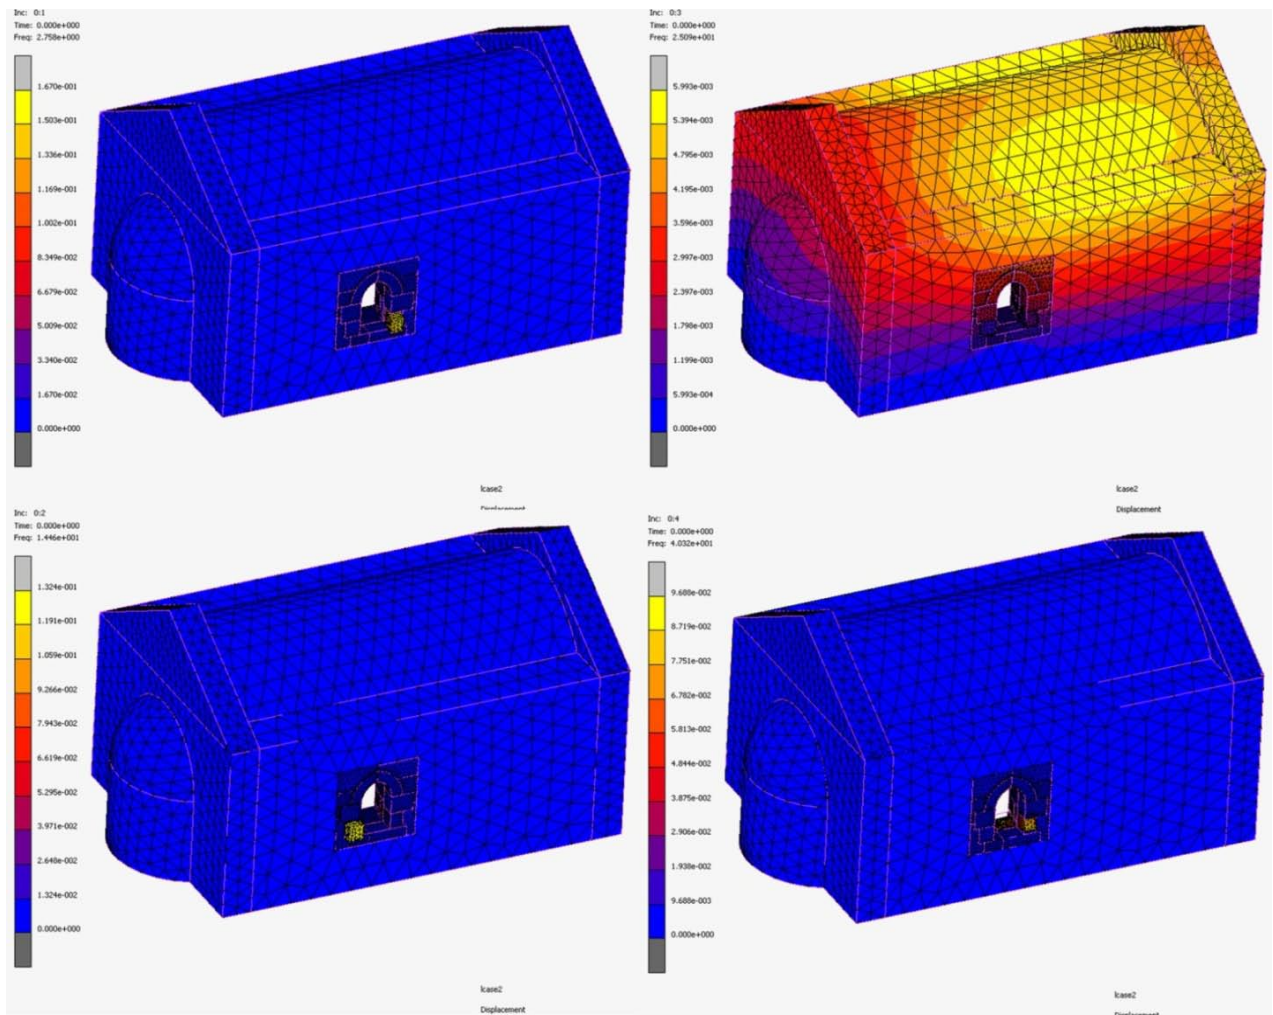 Inc: 0:1
Time: 0.000e+000
Freq: 2.758e+000
1.670e-001
1.503e-001
1.336e-001
1.169e-001
1.002e-001
8.349e-002
6.679e-002
5.009e-002
3.340e-002
1.670e-002
0.000e+000
lcase2
Displacement
Inc: 0:3
Time: 0.000e+000
Freq: 2.509e+001
5.993e-003
5.394e-003
4.795e-003
4.195e-003
3.596e-003
2.997e-003
2.397e-003
1.798e-003
1.199e-003
5.993e-004
0.000e+000
lcase2
Displacement
Inc: 0:2
Time: 0.000e+000
Freq: 1.446e+001
1.324e-001
1.191e-001
1.059e-001
9.266e-002
7.943e-002
6.619e-002
5.295e-002
3.971e-002
2.648e-002
1.324e-002
0.000e+000
lcase2
Displacement
Inc: 0:4
Time: 0.000e+000
Freq: 4.032e+001
9.688e-002
8.719e-002
7.751e-002
6.782e-002
5.813e-002
4.844e-002
3.875e-002
2.906e-002
1.938e-002
9.688e-003
0.000e+000
lcase2
Displacement